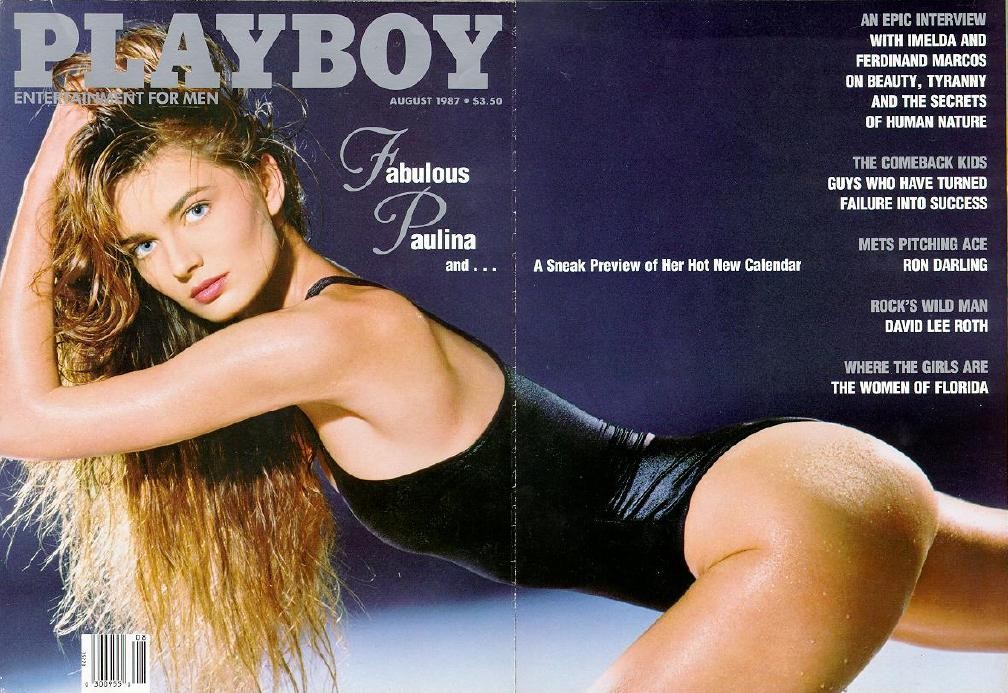 PLAYBOY
ENTERTAINMENT FOR MEN
AUGUST 1987 • $3.50
Fabulous
Paulina
and . . .
A Sneak Preview of Her Hot New Calendar
AN EPIC INTERVIEW
WITH IMELDA AND
FERDINAND MARCOS
ON BEAUTY, TYRANNY
AND THE SECRETS
OF HUMAN NATURE
THE COMEBACK KIDS
GUYS WHO HAVE TURNED
FAILURE INTO SUCCESS
METS PITCHING ACE
RON DARLING
ROCK'S WILD MAN
DAVID LEE ROTH
WHERE THE GIRLS ARE
THE WOMEN OF FLORIDA
08